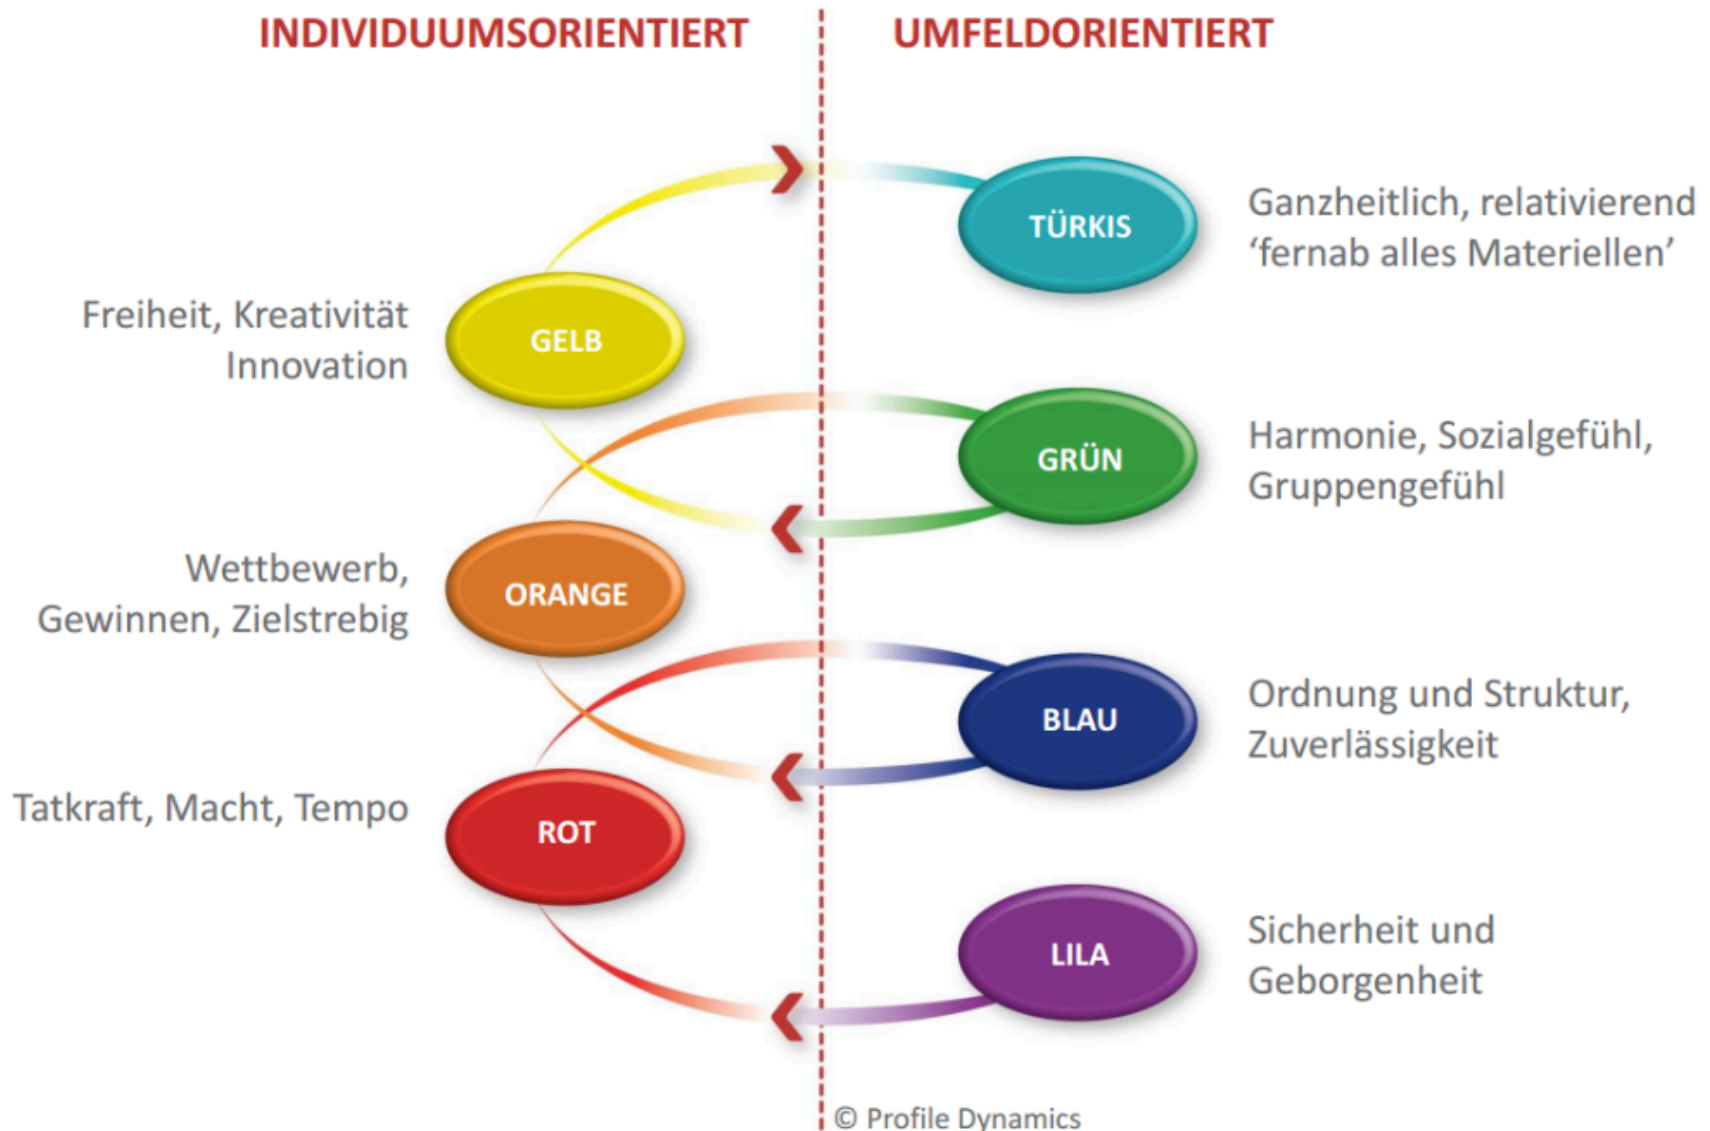 INDIVIDUUMSORIENTIERT
UMFELDORIENTIERT
TÜRKIS
Ganzheitlich, relativierend
‘fernab alles Materiellen’
Freiheit, Kreativität
Innovation
GELB
GRÜN
Harmonie, Sozialgefühl,
Gruppengefühl
Wettbewerb,
Gewinnen, Zielstrebig
ORANGE
BLAU
Ordnung und Struktur,
Zuverlässigkeit
Tatkraft, Macht, Tempo
ROT
LILA
Sicherheit und
Geborgenheit
© Profile Dynamics